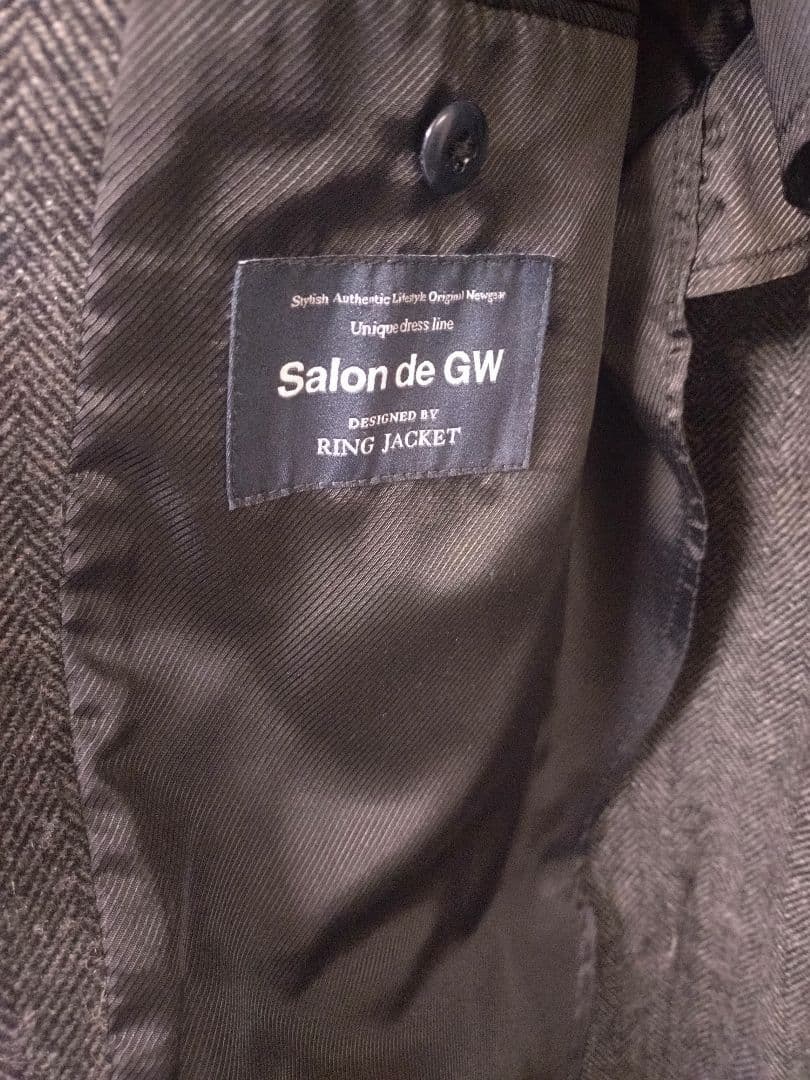 Stylish Authentic Lifestyle Original Newgear
Unique dress line
Salon de GW
DESIGNED BY
RING JACKET